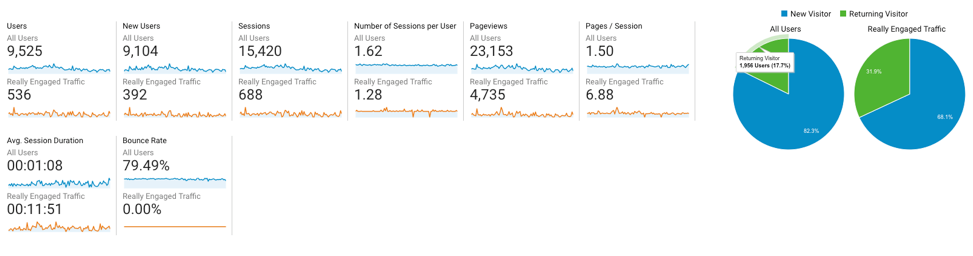 New Visitor
Returning Visitor
Users
All Users
9,525
Really Engaged Traffic
536
New Users
All Users
9,104
Really Engaged Traffic
392
Sessions
All Users
15,420
Really Engaged Traffic
688
Number of Sessions per User
All Users
1.62
Really Engaged Traffic
1.28
Pageviews
All Users
23,153
Really Engaged Traffic
4,735
Pages / Session
All Users
1.50
Really Engaged Traffic
6.88
All Users
Returning Visitor
1,956 Users (17.7%)
82.3%
Really Engaged Traffic
31.9%
68.1%
Avg. Session Duration
All Users
00:01:08
Really Engaged Traffic
00:11:51
Bounce Rate
All Users
79.49%
Really Engaged Traffic
0.00%